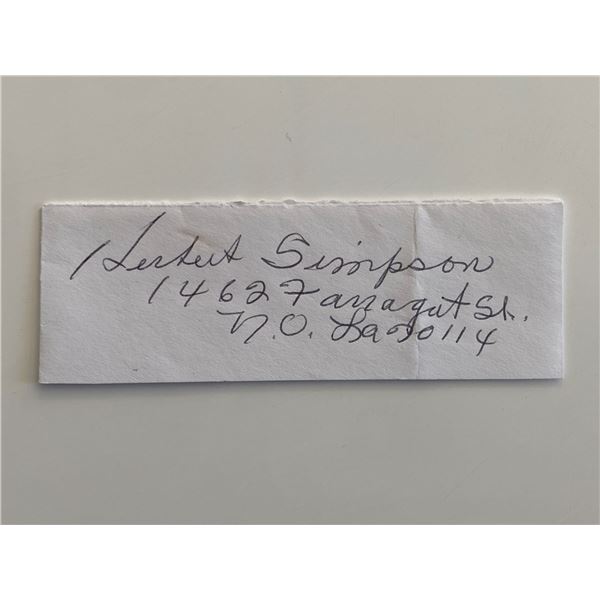 Herbert Simpson
1462 Farragut St.
N.O. La 70114